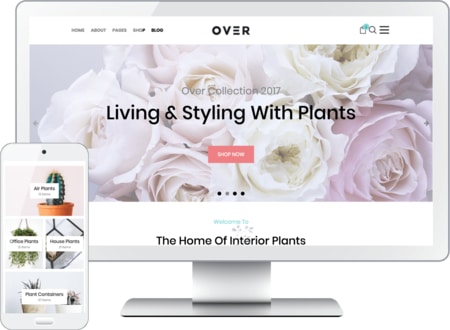 HOME ABOUT PAGES SHOP BLOG
OVER
Over Collection 2017
Living & Styling With Plants
SHOP NOW
Welcome To
The Home Of Interior Plants
Air Plants
Office Plants
House Plants
Plant Containers